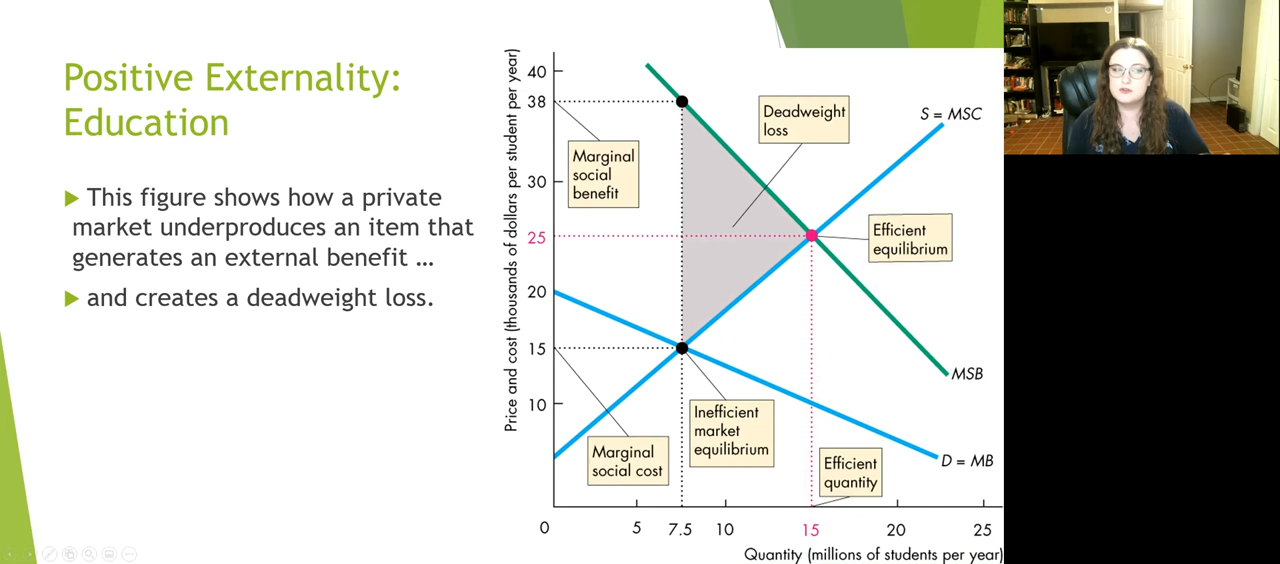 Positive Externality:
Education
This figure shows how a private
market underproduces an item that
generates an external benefit …
and creates a deadweight loss.
Price and cost (thousands of dollars per student per year)
40
38
30
25
20
15
10
Marginal
social
benefit
Deadweight
loss
S = MSC
Efficient
equilibrium
MSB
Inefficient
market
equilibrium
Marginal
social cost
Efficient
quantity
D = MB
0
5
7.5
10
15
20
25
Quantity (millions of students per year)